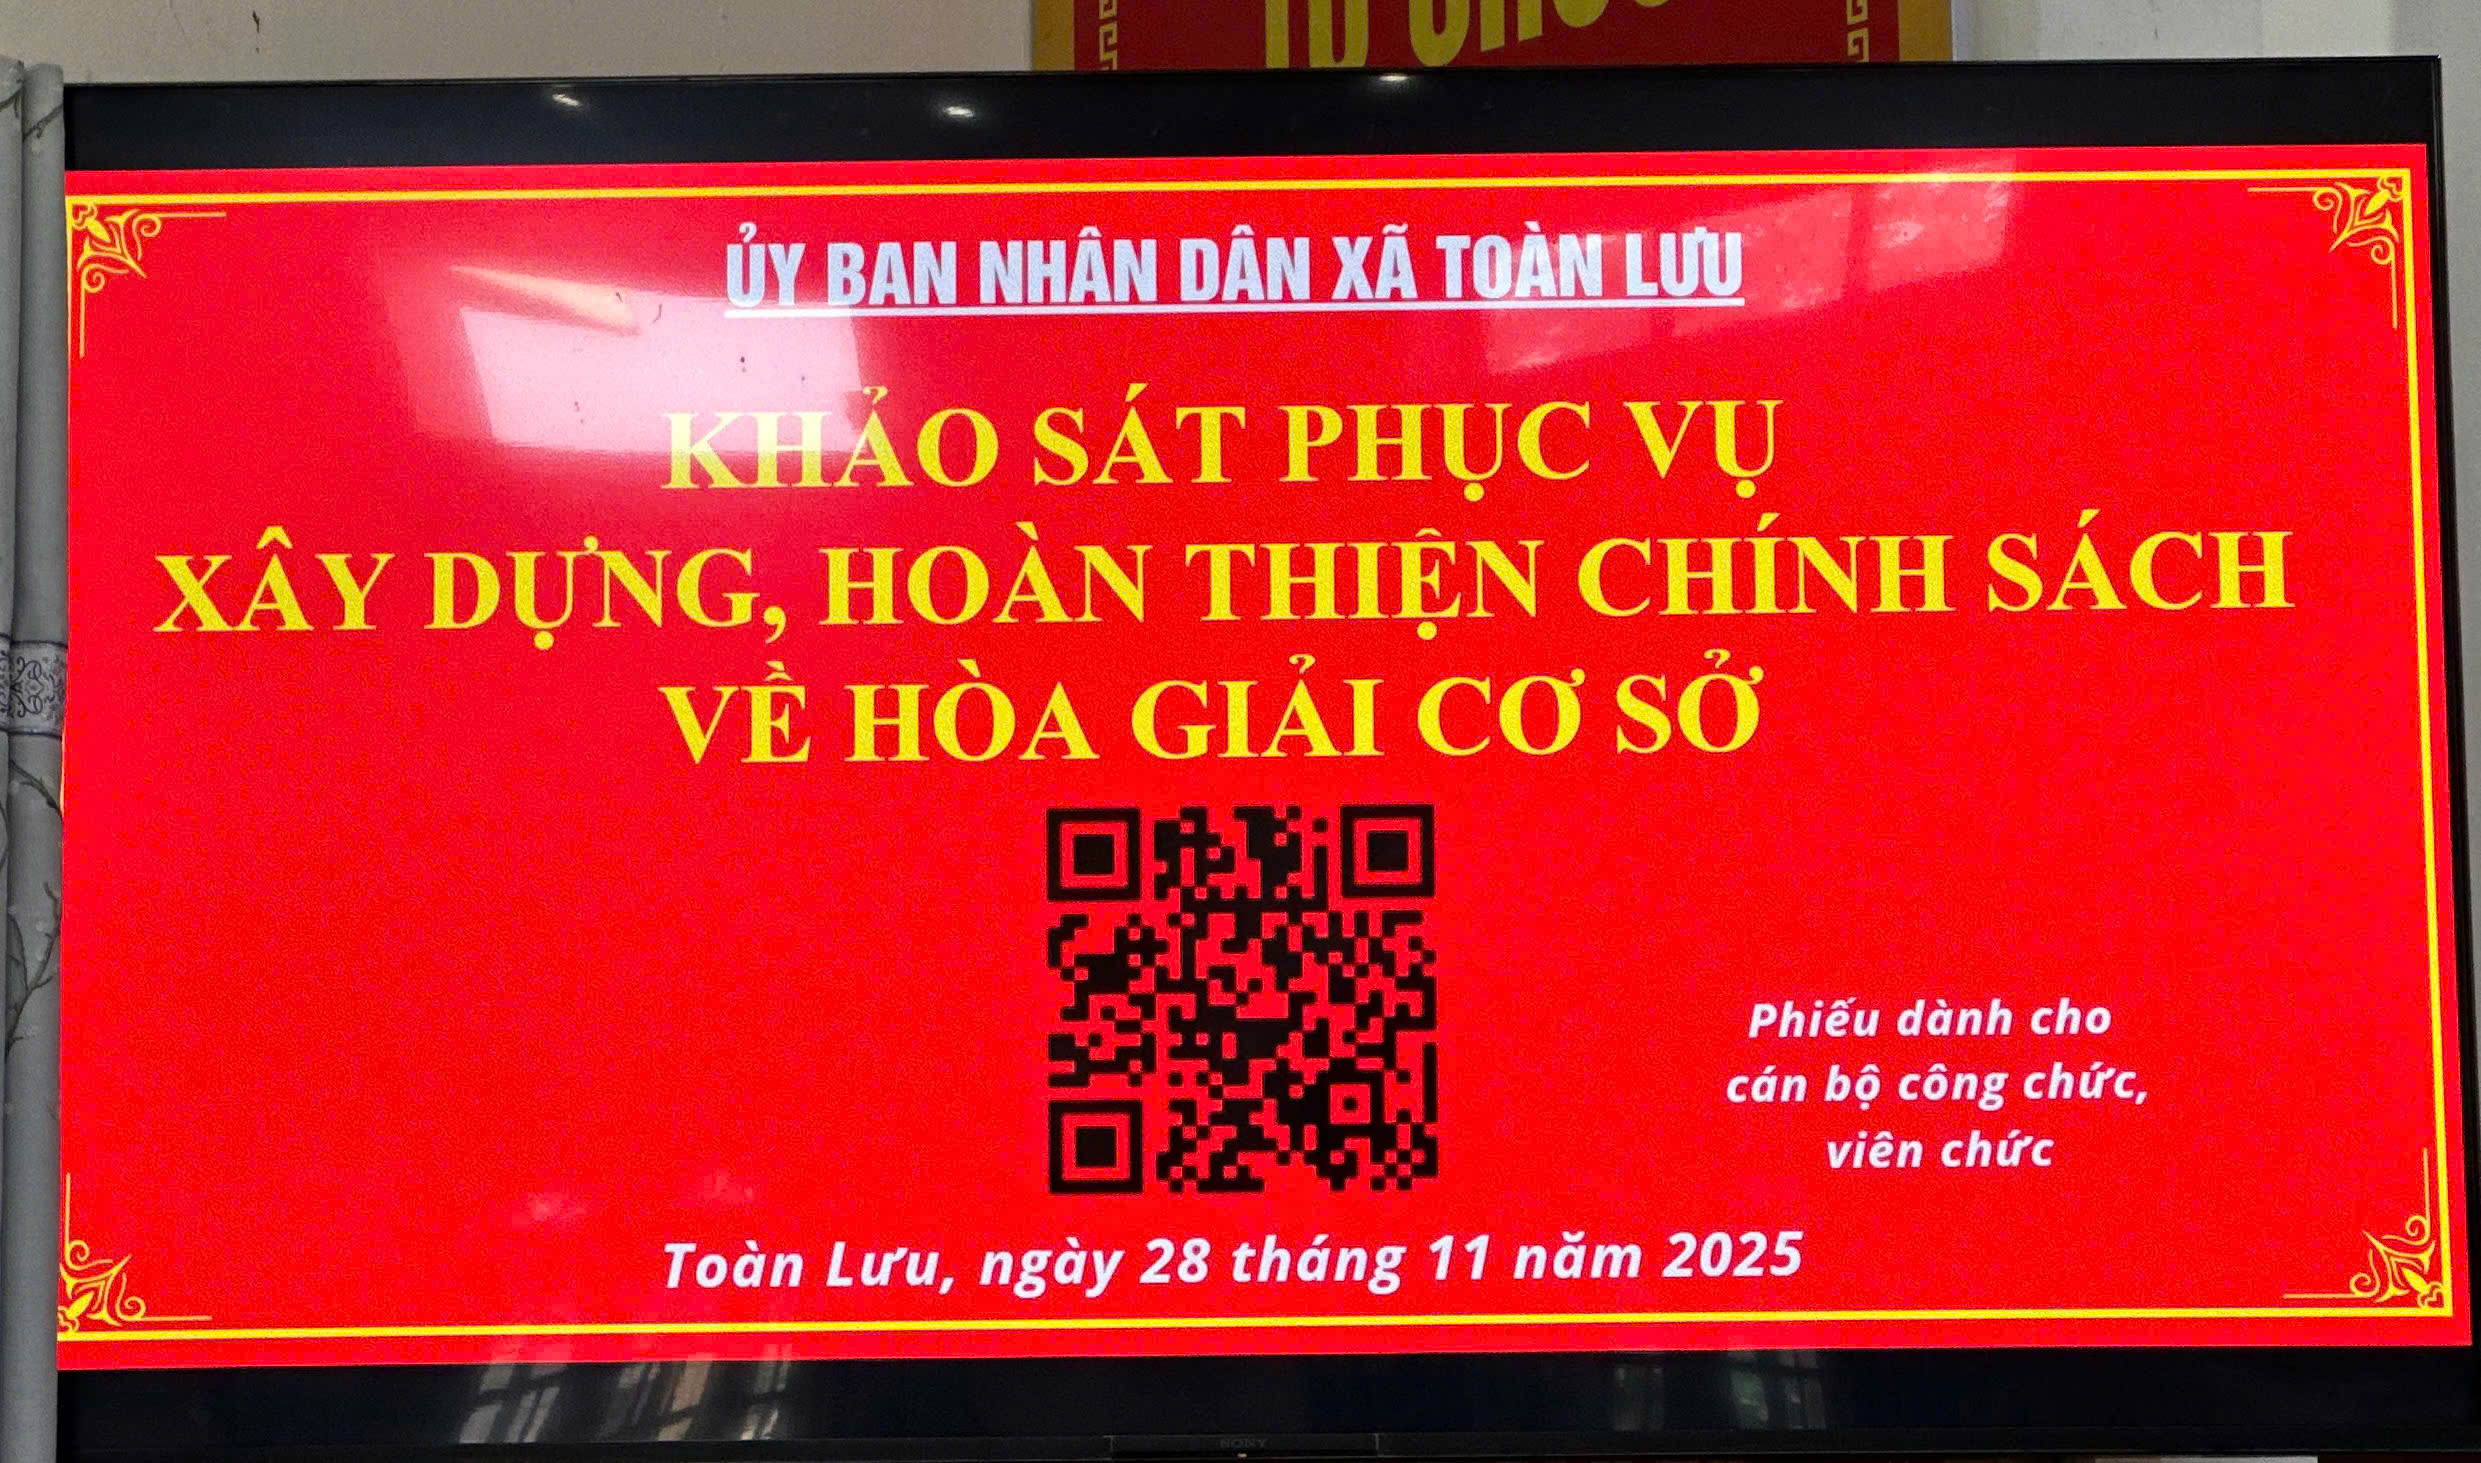 ỦY BAN NHÂN DÂN XÃ TOÀN LƯU
KHẢO SÁT PHỤC VỤ
XÂY DỰNG, HOÀN THIỆN CHÍNH SÁCH
VỀ HÒA GIẢI CƠ SỞ
Phiếu dành cho
cán bộ công chức,
viên chức
Toàn Lưu, ngày 28 tháng 11 năm 2025
SONY